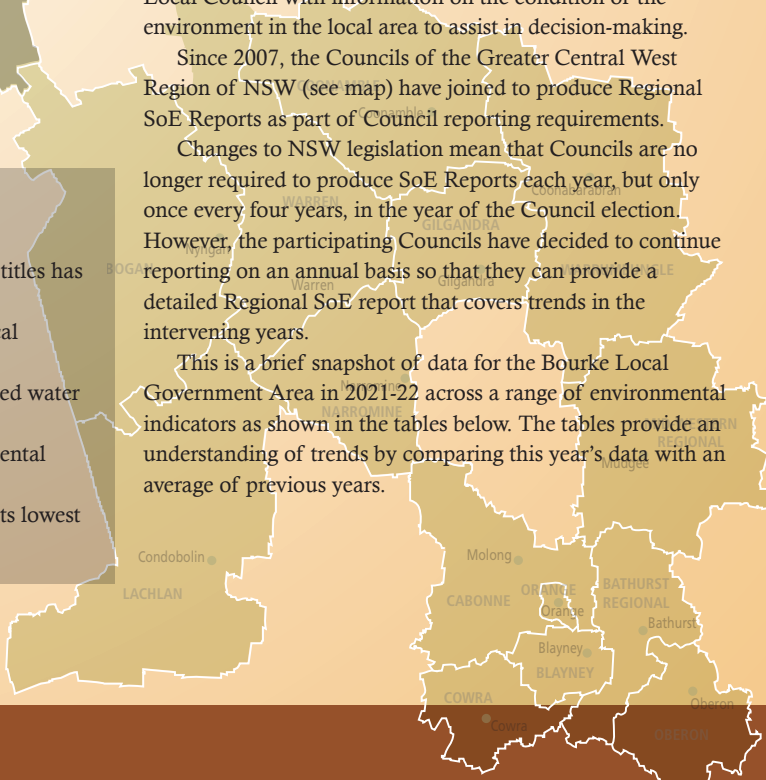 Local Council with information on the condition of the
environment in the local area to assist in decision-making.
Since 2007, the Councils of the Greater Central West
Region of NSW (see map) have joined to produce Regional
SoE Reports as part of Council reporting requirements.
Changes to NSW legislation mean that Councils are no
longer required to produce SoE Reports each year, but only
once every four years, in the year of the Council election.
However, the participating Councils have decided to continue
reporting on an annual basis so that they can provide a
detailed Regional SoE report that covers trends in the
intervening years.
This is a brief snapshot of data for the Bourke Local
Government Area in 2021-22 across a range of environmental
indicators as shown in the tables below. The tables provide an
understanding of trends by comparing this year's data with an
average of previous years.
titles has
cal
ed water
ental
ts lowest
COONAMBLE
Coonamble
Coonabarabran
WARREN
GILGANDRA
Nyngan
BOGAN
Warren
Gilgandra
WARRUMBUNGLE
Narromine
NARROMINE
MID-WESTERN
REGIONAL
Mudgee
Condobolin
LACHLAN
Molong
CABONNE
ORANGE
Orange
BATHURST
REGIONAL
Bathurst
Blayney
BLAYNEY
COWRA
Cowra
Oberon
OBERON